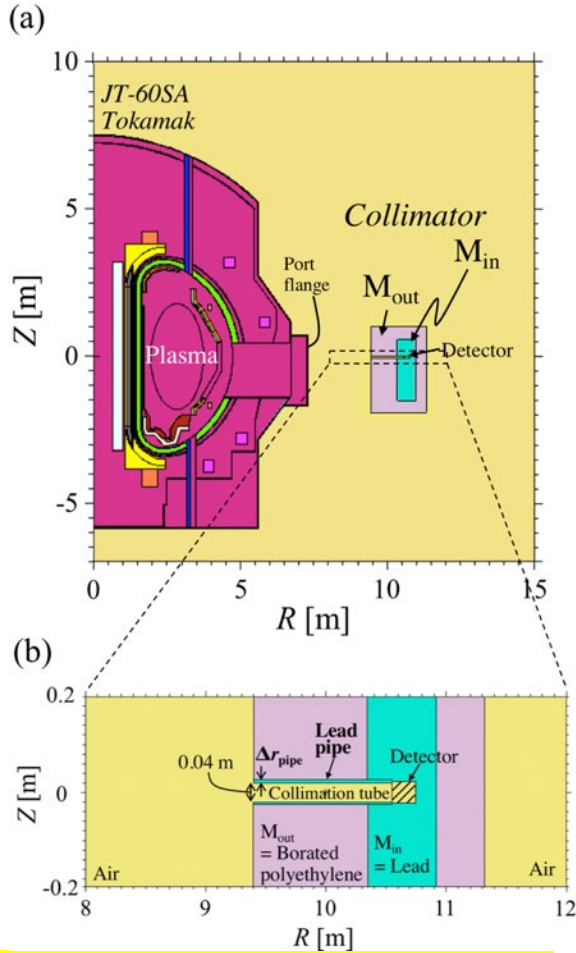 (a)
10
JT-60SA
Tokamak
5
Collimator
Port
flange
M_in
M_out
Z [m]
0
Plasma
Detector
-5
0
5
10
15
R [m]
(b)
0.2
Lead
pipe
Δr_pipe
Detector
0.04 m
Z [m]
0
Collimation tube
M_out
= Borated
polyethylene
M_in
= Lead
Air
Air
-0.2
8
9
10
11
12
R [m]